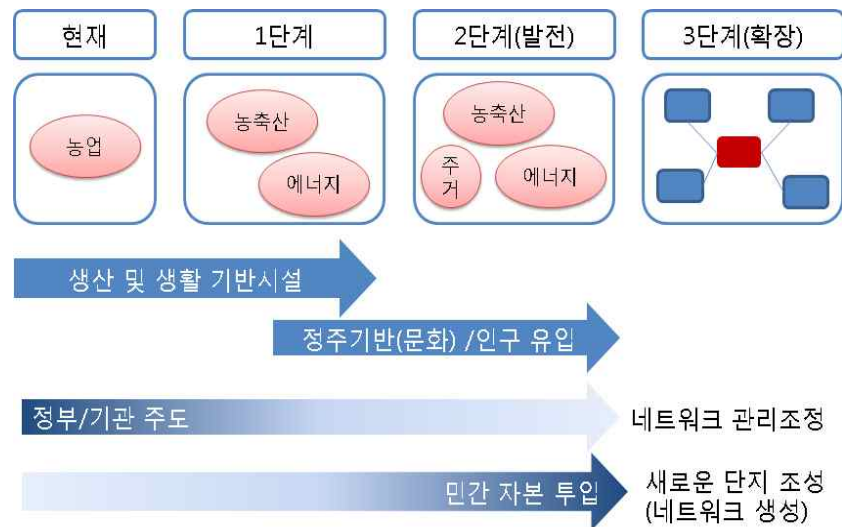 현재
1단계
2단계(발전)
3단계(확장)
농업
농축산
에너지
농축산
주
거
에너지
생산 및 생활 기반시설
정주기반(문화) /인구 유입
정부/기관 주도
네트워크 관리조정
민간 자본 투입
새로운 단지 조성
(네트워크 생성)